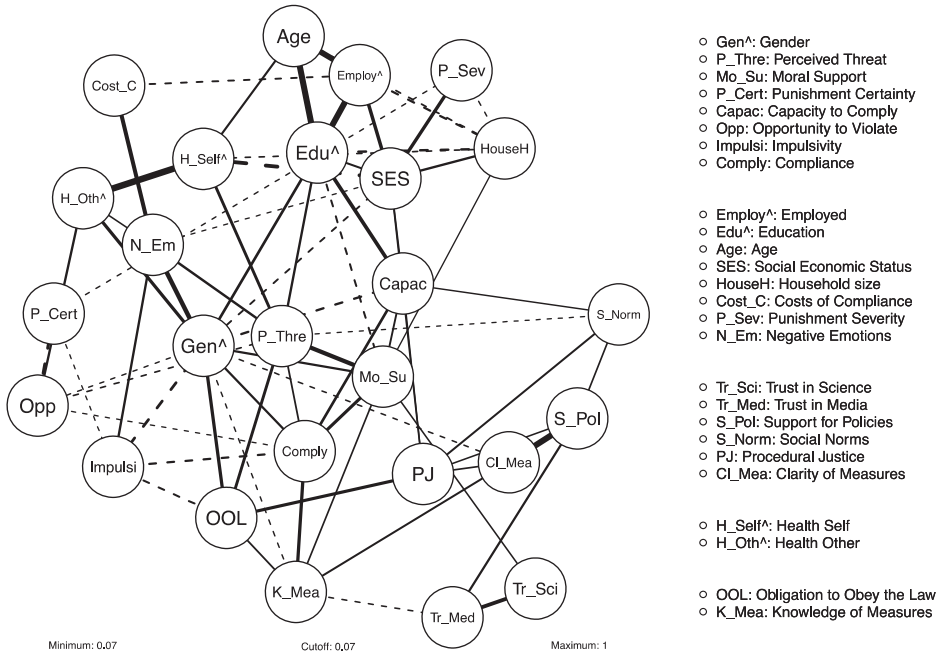 Age
Employ^
P_Sev
Cost_C
Edu^
HouseH
H_Self^
SES
H_Oth^
N_Em
Capac
P_Cert
S_Norm
Gen^
P_Thre
Mo_Su
Opp
S_Pol
Comply
Impulsi
PJ
Cl_Mea
OOL
K_Mea
Tr_Sci
Tr_Med
Minimum: 0.07
Cutoff: 0.07
Maximum: 1
Gen^: Gender
P_Thre: Perceived Threat
Mo_Su: Moral Support
P_Cert: Punishment Certainty
Capac: Capacity to Comply
Opp: Opportunity to Violate
Impulsi: Impulsivity
Comply: Compliance
Employ^: Employed
Edu^: Education
Age: Age
SES: Social Economic Status
HouseH: Household size
Cost_C: Costs of Compliance
P_Sev: Punishment Severity
N_Em: Negative Emotions
Tr_Sci: Trust in Science
Tr_Med: Trust in Media
S_Pol: Support for Policies
S_Norm: Social Norms
PJ: Procedural Justice
Cl_Mea: Clarity of Measures
H_Self^: Health Self
H_Oth^: Health Other
OOL: Obligation to Obey the Law
K_Mea: Knowledge of Measures